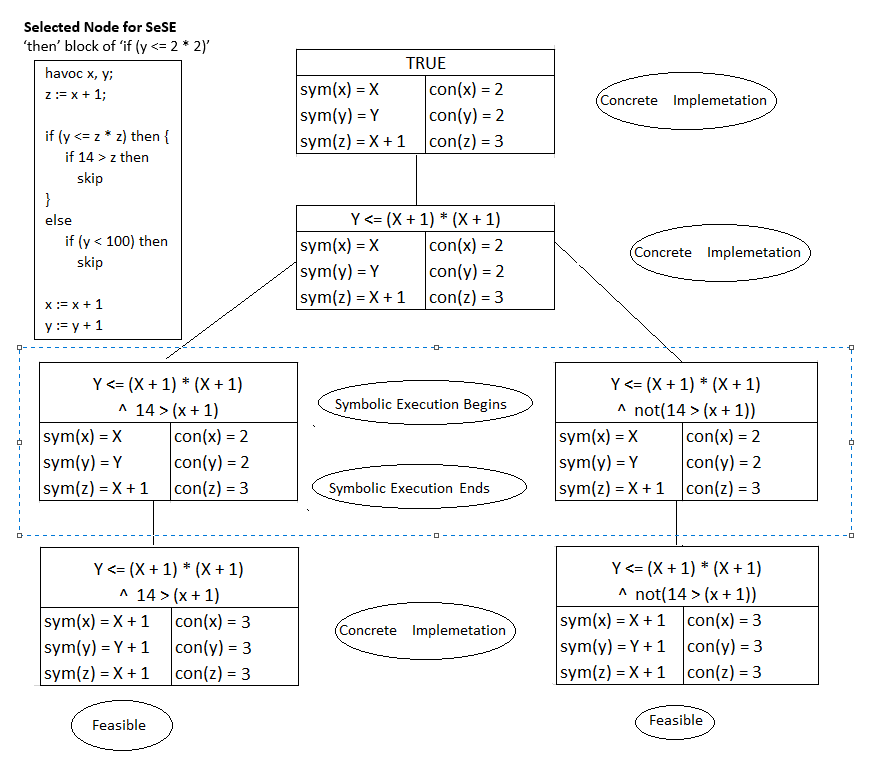 Selected Node for SeSE
'then' block of 'if (y <= 2 * 2)'
havoc x, y;
z := x + 1;
if (y <= z * z) then {
if 14 > z then
skip
}
else
if (y < 100) then
skip
x := x + 1
y := y + 1
TRUE
sym(x) = X
con(x) = 2
sym(y) = Y
con(y) = 2
sym(z) = X + 1
con(z) = 3
Concrete Implemetation
Y <= (X + 1) * (X + 1)
sym(x) = X
con(x) = 2
sym(y) = Y
con(y) = 2
sym(z) = X + 1
con(z) = 3
Concrete Implemetation
Y <= (X + 1) * (X + 1)
^ 14 > (x + 1)
sym(x) = X
con(x) = 2
sym(y) = Y
con(y) = 2
sym(z) = X + 1
con(z) = 3
Symbolic Execution Begins
Symbolic Execution Ends
Y <= (X + 1) * (X + 1)
^ not(14 > (x + 1))
sym(x) = X
con(x) = 2
sym(y) = Y
con(y) = 2
sym(z) = X + 1
con(z) = 3
Y <= (X + 1) * (X + 1)
^ 14 > (x + 1)
sym(x) = X + 1
con(x) = 3
sym(y) = Y + 1
con(y) = 3
sym(z) = X + 1
con(z) = 3
Concrete Implemetation
Y <= (X + 1) * (X + 1)
^ not(14 > (x + 1))
sym(x) = X + 1
con(x) = 3
sym(y) = Y + 1
con(y) = 3
sym(z) = X + 1
con(z) = 3
Feasible
Feasible